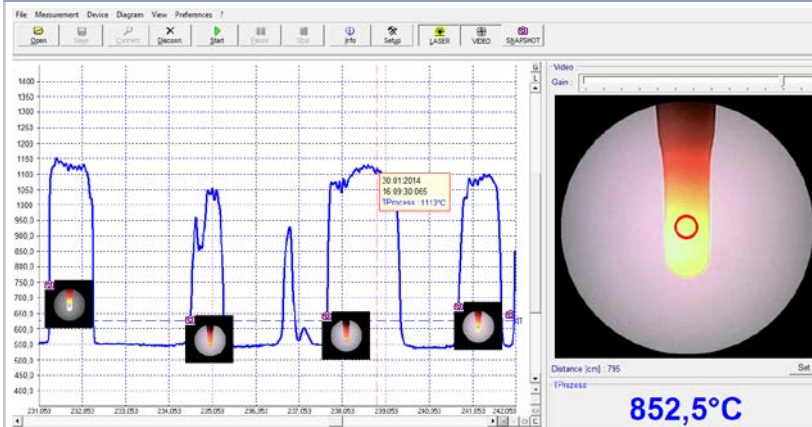 File Measurement Device Diagram View Preferences ?
Open Save Connect Disconn. Start Pause Stop Info Setup LASER VIDEO SNAPSHOT
G
L
1400
1350
1300
1250
1200
1150
1100
1050
1000
950,0
900,0
850,0
800,0
750,0
700,0
650,0
600,0
550,0
500,0
450,0
400,0
30.01.2014
16:09:30.065
TProcess : 1113°C
231,053 232,053 233,053 235,053 236,053 237,053 238,053 239,053 240,053 241,053 242,053
C
Video
Gain :
Distance [cm] : 795
Set
TProzess
852,5°C